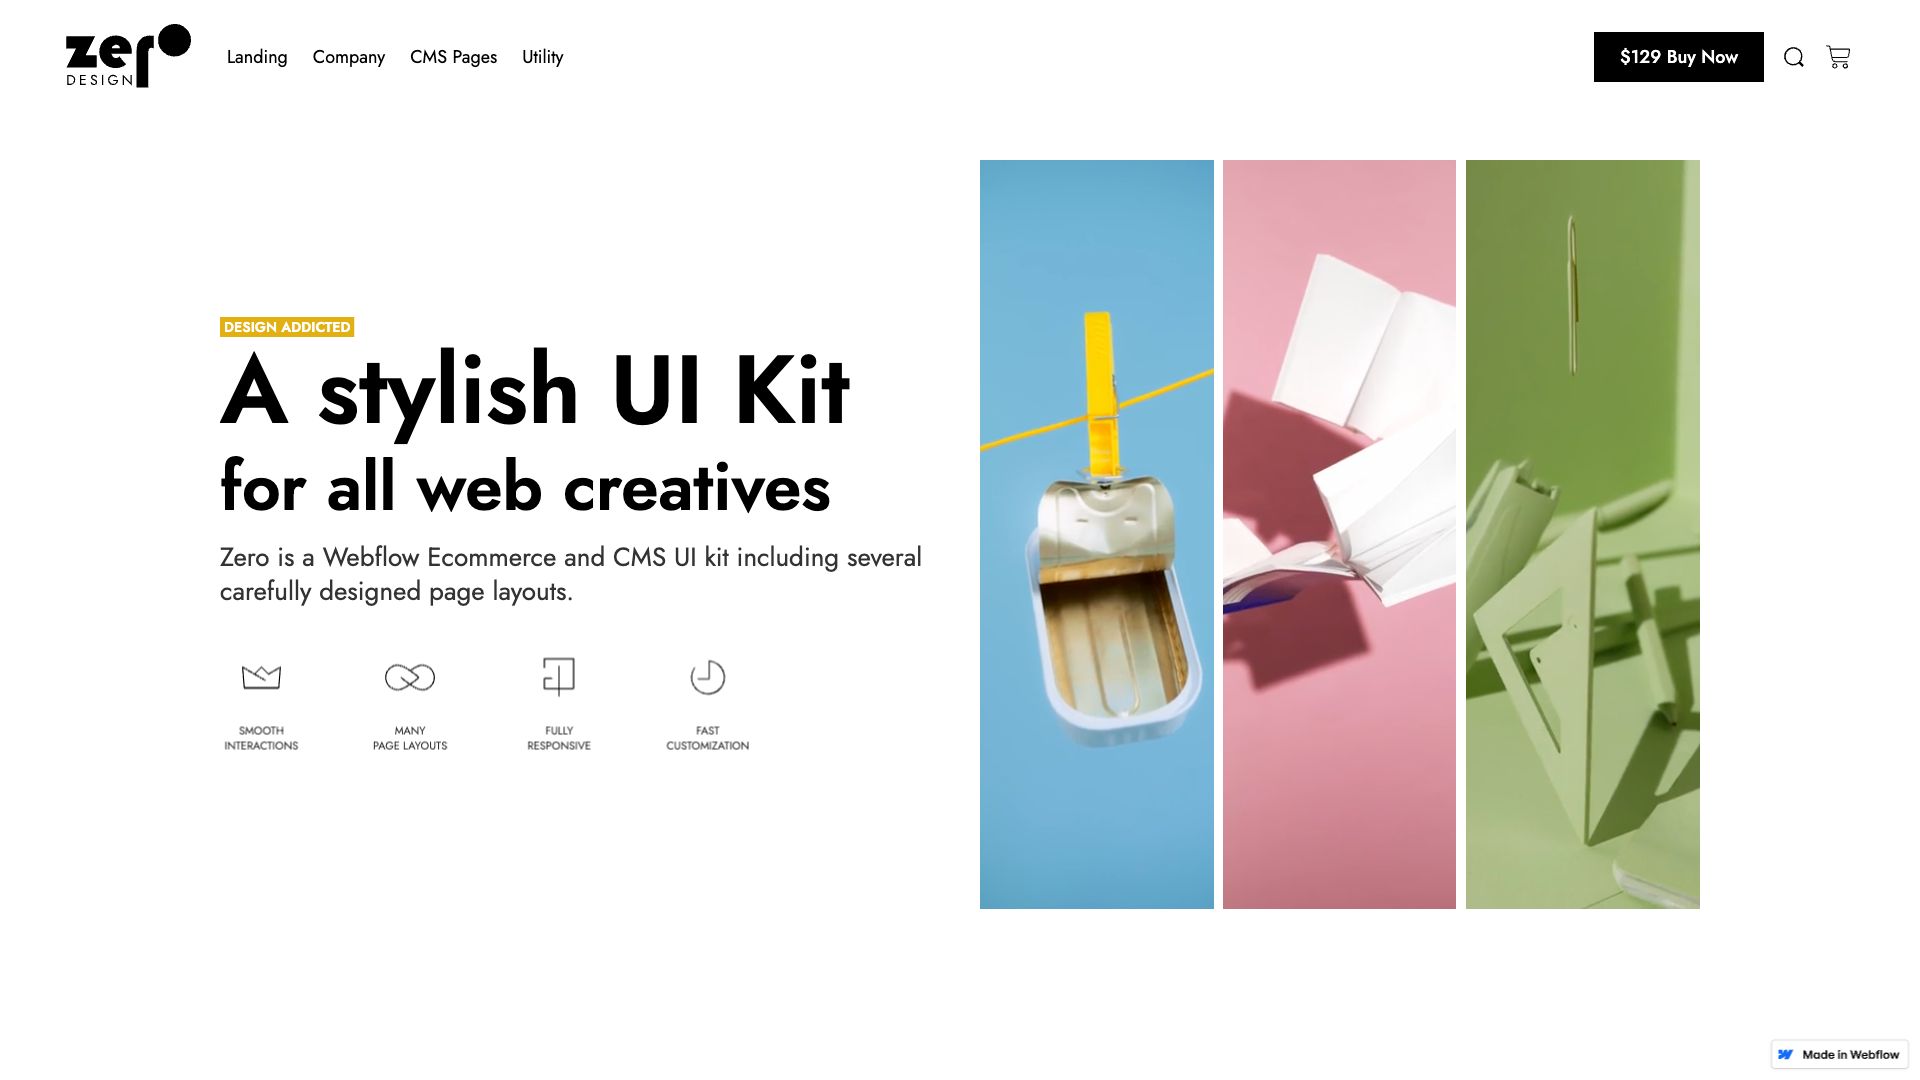 zero
DESIGN
Landing
Company
CMS Pages
Utility
$129 Buy Now
DESIGN ADDICTED
A stylish UI Kit
for all web creatives
Zero is a Webflow Ecommerce and CMS UI kit including several
carefully designed page layouts.
SMOOTH
INTERACTIONS
MANY
PAGE LAYOUTS
FULLY
RESPONSIVE
FAST
CUSTOMIZATION
Made in Webflow